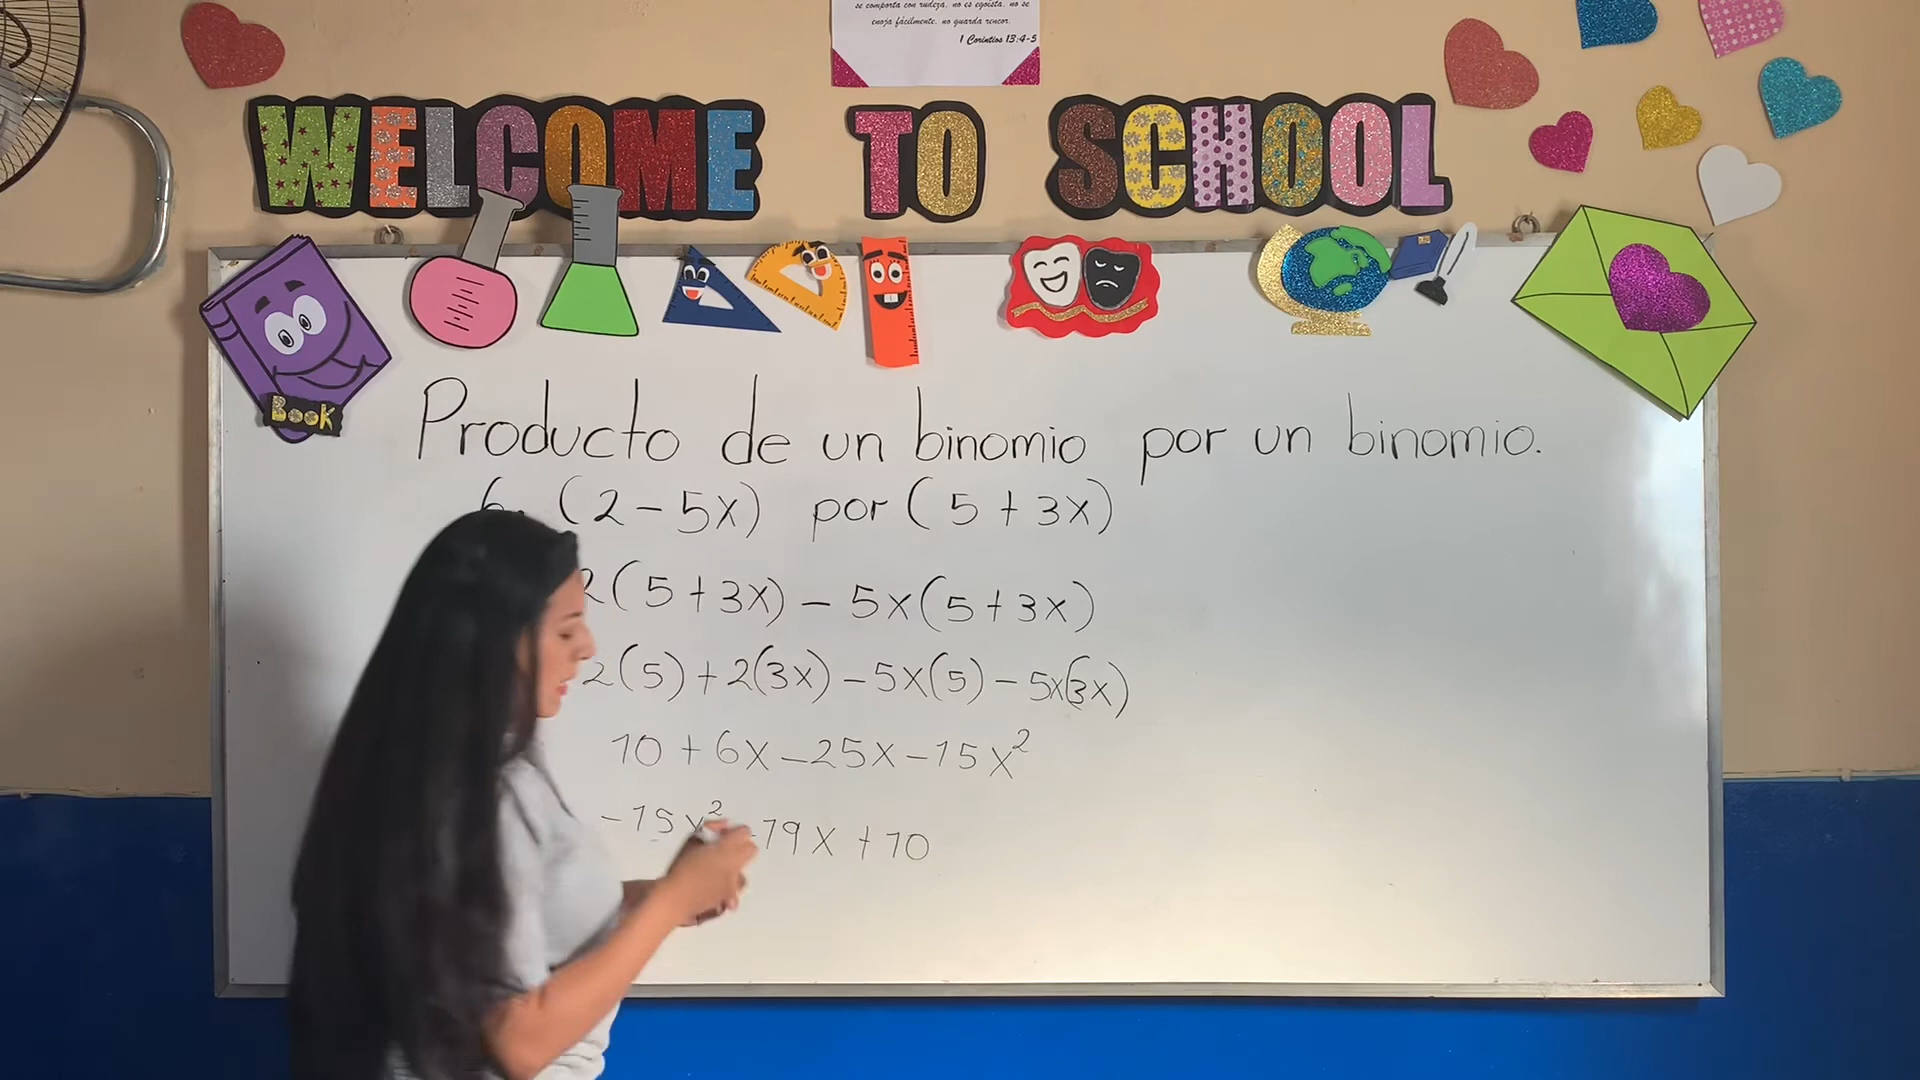 se comporta con rudeza, no es egoísta, no se
enoja fácilmente, no guarda rencor.
1 Corintios 13:4-5
WELCOME TO SCHOOL
Book
Producto de un binomio por un binomio.
6. (2-5x) por (5+3x)
2(5+3x)-5x(5+3x)
2(5)+2(3x)-5x(5)-5x(3x)
10+6x-25x-15x²
-15x²-19x+10